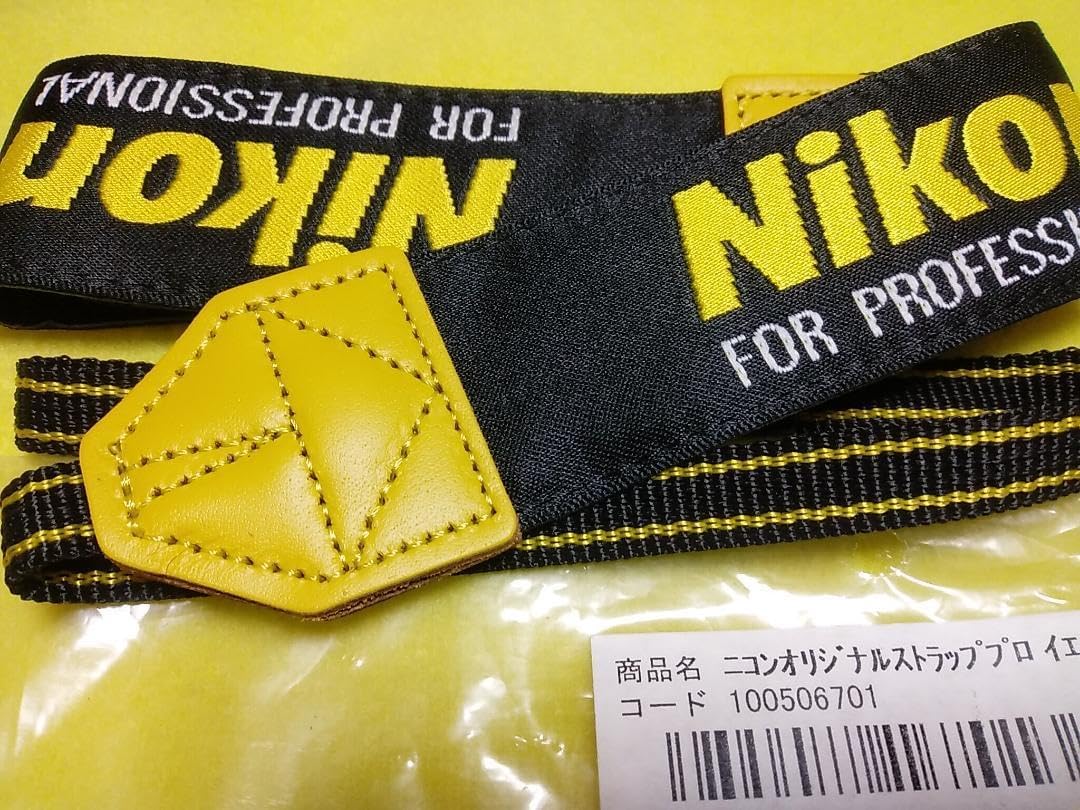 Nikon
FOR PROFESSIONAL
Nikon
FOR PROFESSI
商品名 ニコンオリジナルストラッププロ イエ
コード 100506701